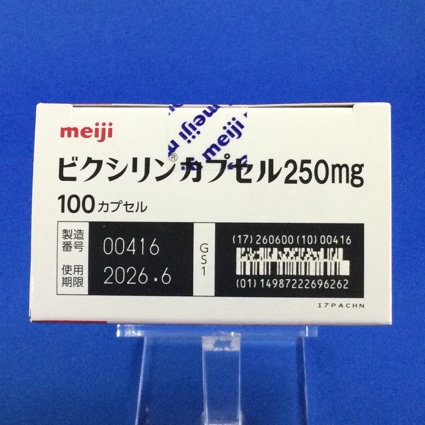 meiji
ビクシリン®カプセル250mg
100カプセル
製造番号 00416
使用期限 2026.6
GS1
(17) 260600 (10) 00416
(01) 14987222696262
I7PACHN
meiji